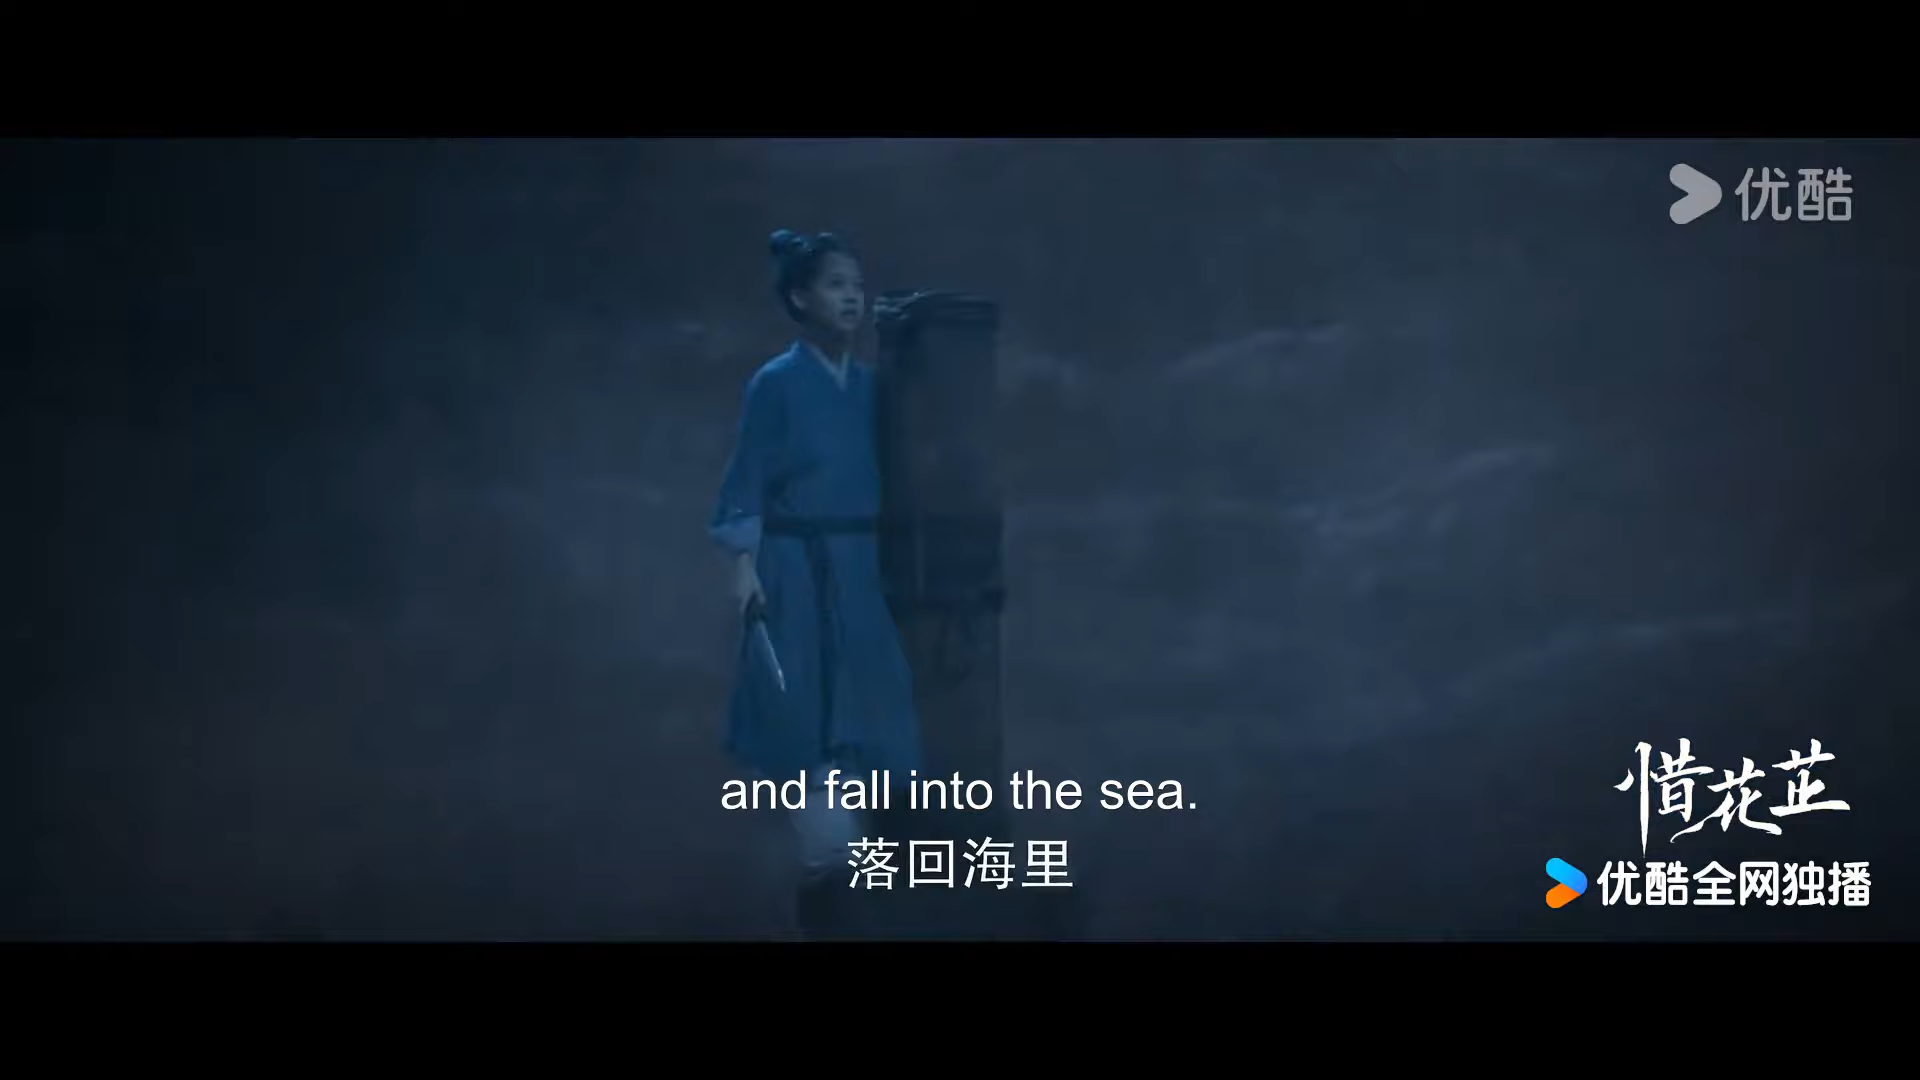 优酷
and fall into the sea.
落回海里
惜花芷
优酷全网独播